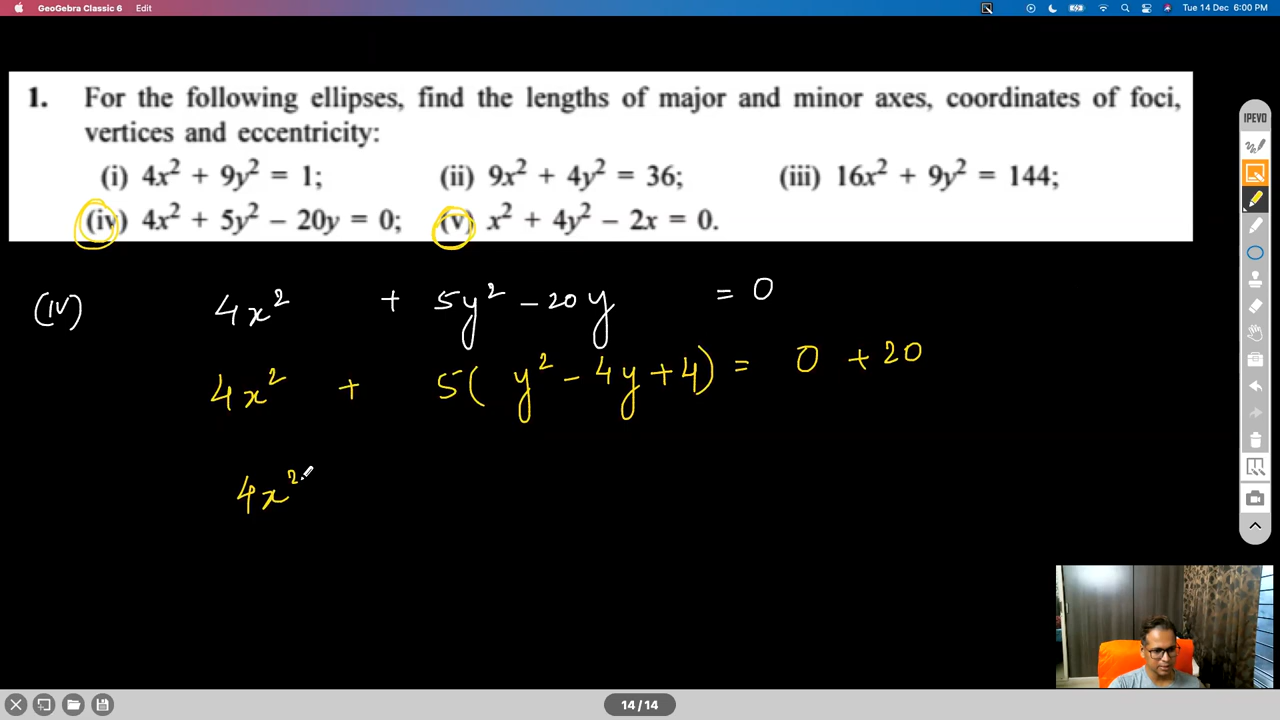 GeoGebra Classic 6 Edit Tue 14 Dec 6:00 PM
1. For the following ellipses, find the lengths of major and minor axes, coordinates of foci,
vertices and eccentricity:
(i) 4x² + 9y² = 1; (ii) 9x² + 4y² = 36; (iii) 16x² + 9y² = 144;
(iv) 4x² + 5y² − 20y = 0; (v) x² + 4y² − 2x = 0.
(iv) 4x² + 5y² − 20y = 0
4x² + 5( y² − 4y + 4) = 0 + 20
4x²
IPEVO
14 / 14